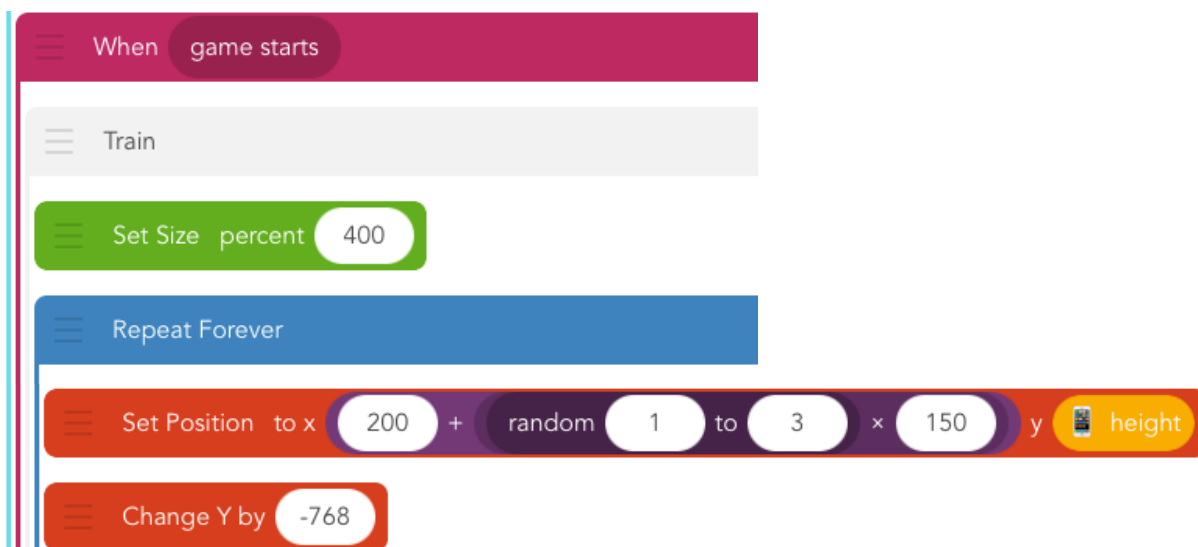 When game starts
Train
Set Size percent 400
Repeat Forever
Set Position to x 200 + random 1 to 3 × 150 y height
Change Y by -768